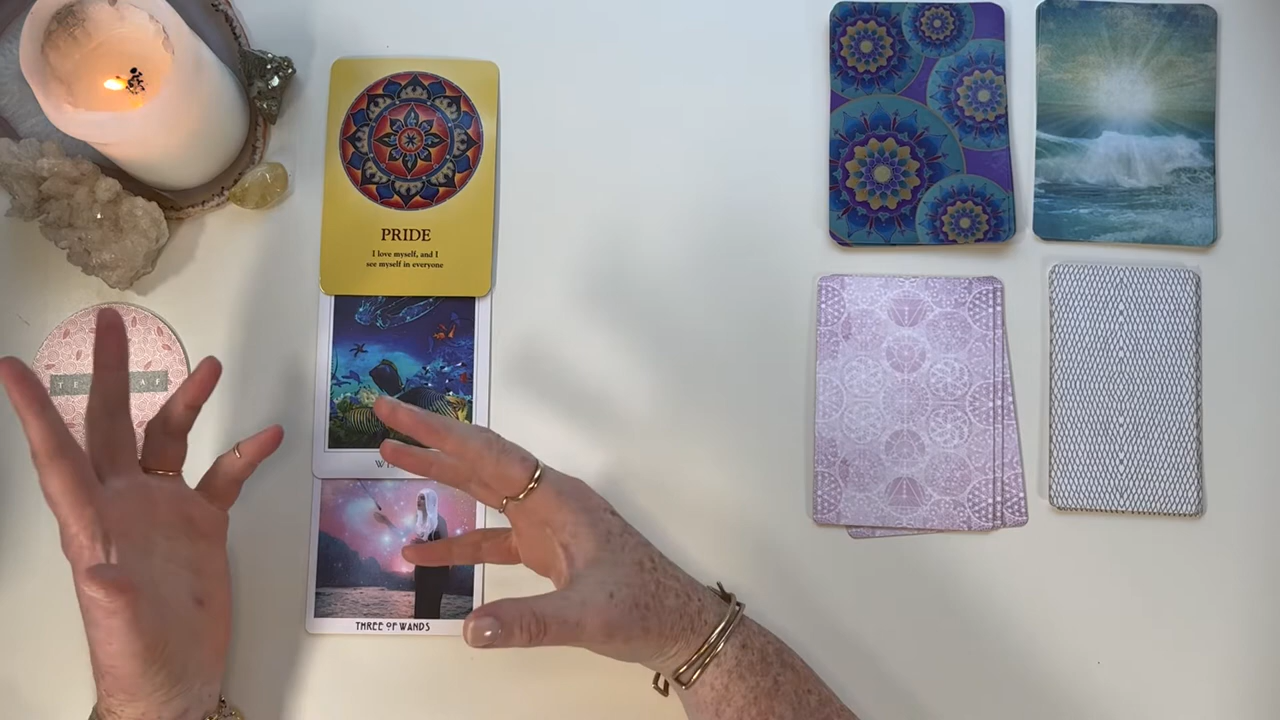 PRIDE
I love myself, and I
see myself in everyone
THREE OF WANDS